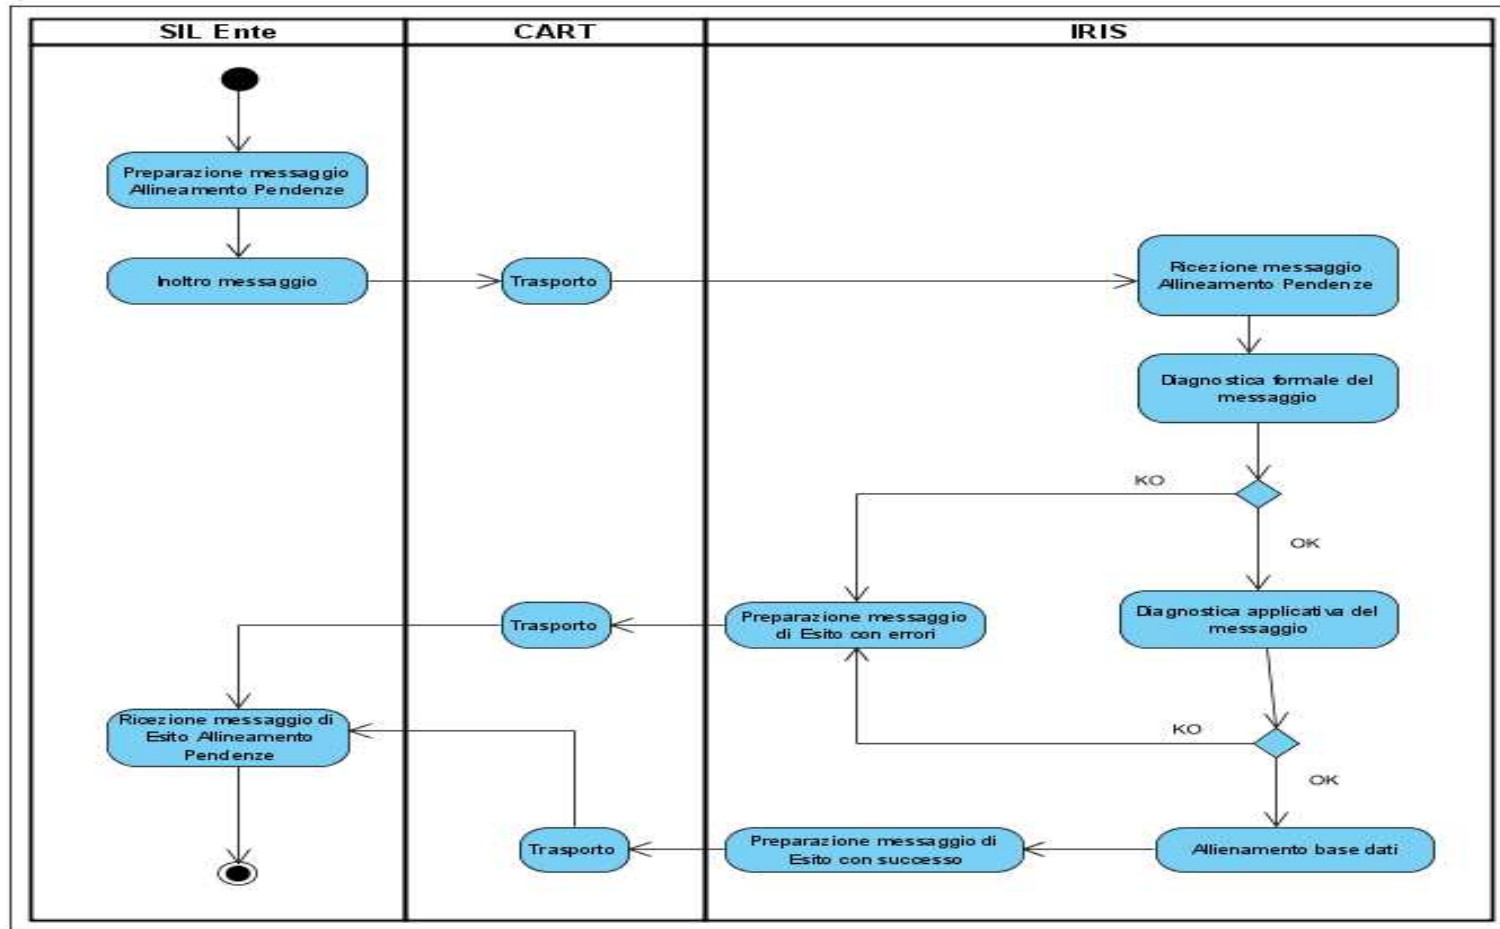 SIL Ente
CART
IRIS
Preparazione messaggio
Allineamento Pendenze
Inoltro messaggio
Trasporto
Ricezione messaggio
Allineamento Pendenze
Diagnostica formale del
messaggio
KO
OK
Diagnostica applicativa del
messaggio
Preparazione messaggio
di Esito con errori
Trasporto
Ricezione messaggio di
Esito Allineamento
Pendenze
KO
OK
Allienamento base dati
Preparazione messaggio di
Esito con successo
Trasporto